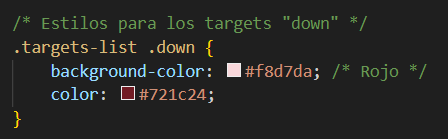 /* Estilos para los targets "down" */
.targets-list .down {
    background-color: #f8d7da; /* Rojo */
    color: #721c24;
}